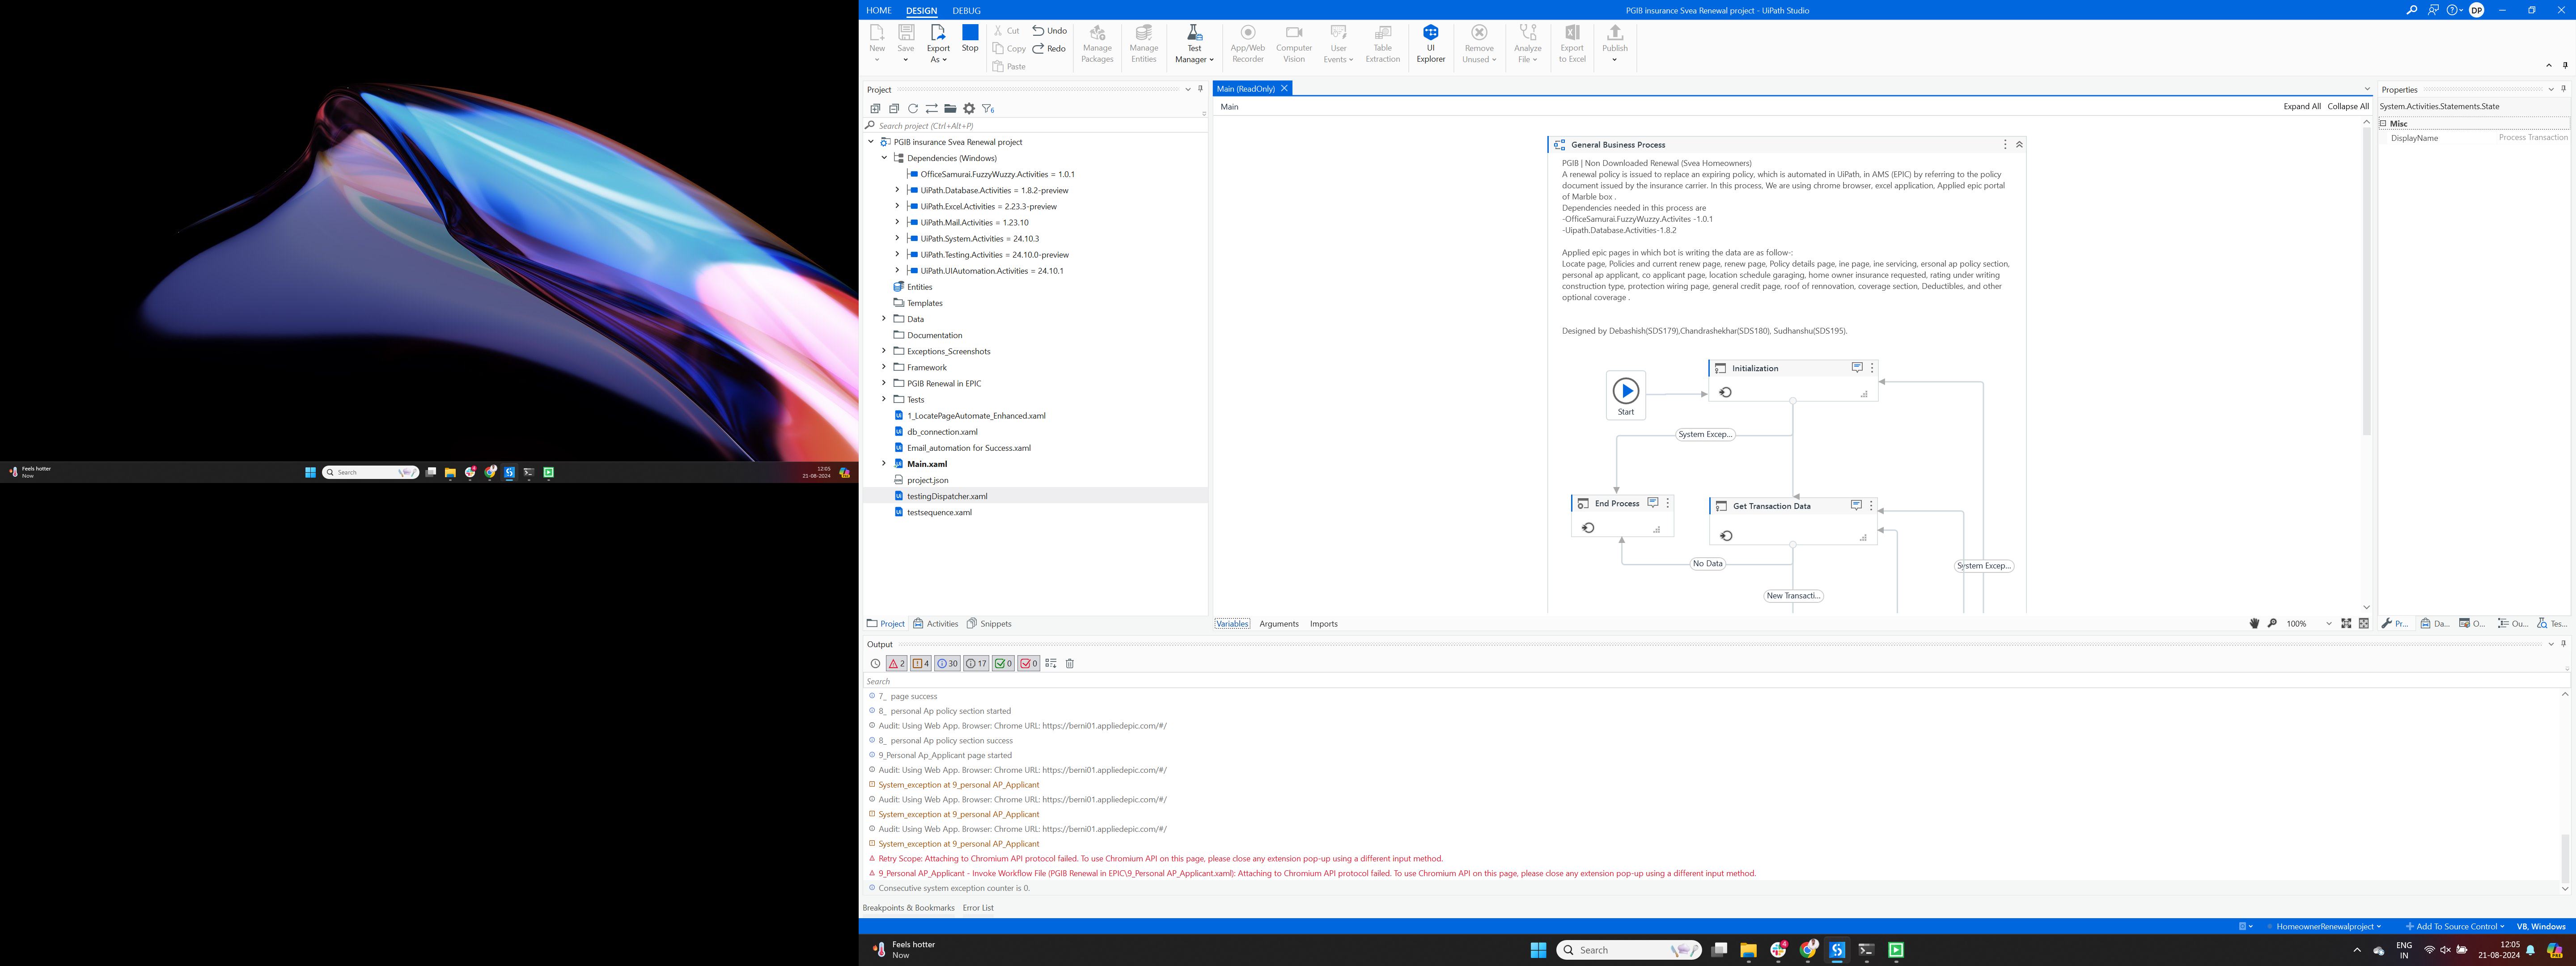 HOME DESIGN DEBUG
PGIB insurance Svea Renewal project - UiPath Studio
DP
New
Save
Export As
Stop
Cut
Copy
Paste
Undo
Redo
Manage Packages
Manage Entities
Test Manager
App/Web Recorder
Computer Vision
User Events
Table Extraction
UI Explorer
Remove Unused
Analyze File
Export to Excel
Publish
Project
6
Search project (Ctrl+Alt+P)
PGIB insurance Svea Renewal project
Dependencies (Windows)
OfficeSamurai.FuzzyWuzzy.Activities = 1.0.1
UiPath.Database.Activities = 1.8.2-preview
UiPath.Excel.Activities = 2.23.3-preview
UiPath.Mail.Activities = 1.23.10
UiPath.System.Activities = 24.10.3
UiPath.Testing.Activities = 24.10.0-preview
UiPath.UIAutomation.Activities = 24.10.1
Entities
Templates
Data
Documentation
Exceptions_Screenshots
Framework
PGIB Renewal in EPIC
Tests
1_LocatePageAutomate_Enhanced.xaml
db_connection.xaml
Email_automation for Success.xaml
Main.xaml
project.json
testingDispatcher.xaml
testsequence.xaml
Project Activities Snippets
Main (ReadOnly)
Main
Expand All Collapse All
General Business Process
PGIB | Non Downloaded Renewal (Svea Homeowners)
A renewal policy is issued to replace an expiring policy, which is automated in UiPath, in AMS (EPIC) by referring to the policy
document issued by the insurance carrier. In this process, We are using chrome browser, excel application, Applied epic portal
of Marble box .
Dependencies needed in this process are
-OfficeSamurai.FuzzyWuzzy.Activites -1.0.1
-Uipath.Database.Activities-1.8.2
Applied epic pages in which bot is writing the data are as follow-:
Locate page, Policies and current renew page, renew page, Policy details page, ine page, ine servicing, ersonal ap policy section,
personal ap applicant, co applicant page, location schedule garaging, home owner insurance requested, rating under writing
construction type, protection wiring page, general credit page, roof of rennovation, coverage section, Deductibles, and other
optional coverage .
Designed by Debashish(SDS179),Chandrashekhar(SDS180), Sudhanshu(SDS195).
Start
Initialization
System Excep...
End Process
Get Transaction Data
No Data
System Excep...
New Transacti...
Variables Arguments Imports
100%
Properties
System.Activities.Statements.State
Misc
DisplayName Process Transaction
Pr... Da... O... Ou... Tes...
Output
2 4 30 17 0 0
Search
7_ page success
8_ personal Ap policy section started
Audit: Using Web App. Browser: Chrome URL: https://berni01.appliedepic.com/#/
8_ personal Ap policy section success
9_Personal Ap_Applicant page started
Audit: Using Web App. Browser: Chrome URL: https://berni01.appliedepic.com/#/
System_exception at 9_personal AP_Applicant
Audit: Using Web App. Browser: Chrome URL: https://berni01.appliedepic.com/#/
System_exception at 9_personal AP_Applicant
Audit: Using Web App. Browser: Chrome URL: https://berni01.appliedepic.com/#/
System_exception at 9_personal AP_Applicant
Retry Scope: Attaching to Chromium API protocol failed. To use Chromium API on this page, please close any extension pop-up using a different input method.
9_Personal AP_Applicant - Invoke Workflow File (PGIB Renewal in EPIC\9_Personal AP_Applicant.xaml): Attaching to Chromium API protocol failed. To use Chromium API on this page, please close any extension pop-up using a different input method.
Consecutive system exception counter is 0.
Breakpoints & Bookmarks Error List
HomeownerRenewalproject Add To Source Control VB, Windows
Feels hotter
Now
Search
4
ENG
IN
12:05
21-08-2024
Feels hotter
Now
Search
12:05
21-08-2024